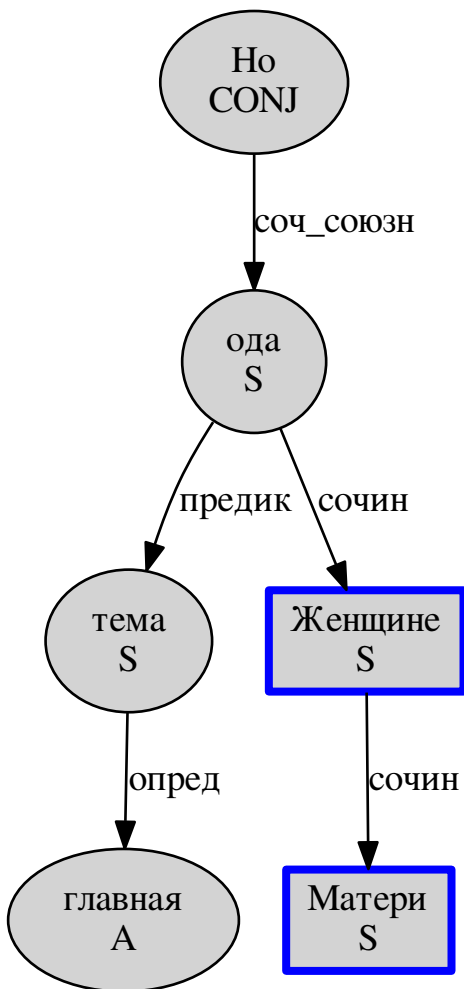 Но
CONJ
соч_союзн
ода
S
предик
сочин
тема
S
Женщине
S
опред
сочин
главная
A
Матери
S